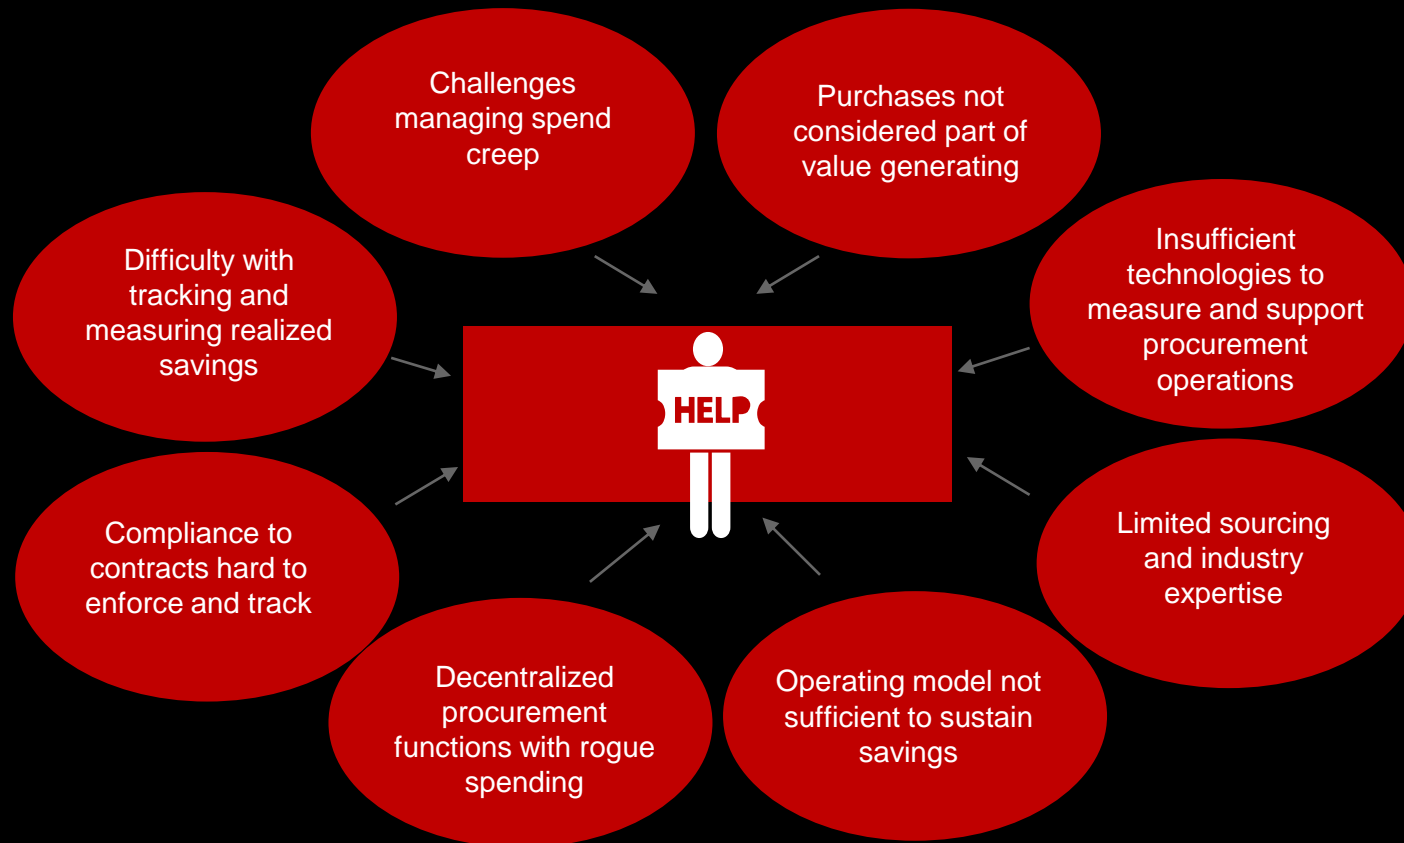 Challenges
managing spend
creep
Purchases not
considered part of
value generating
Difficulty with
tracking and
measuring realized
savings
Insufficient
technologies to
measure and support
procurement
operations
HELP
Compliance to
contracts hard to
enforce and track
Limited sourcing
and industry
expertise
Decentralized
procurement
functions with rogue
spending
Operating model not
sufficient to sustain
savings